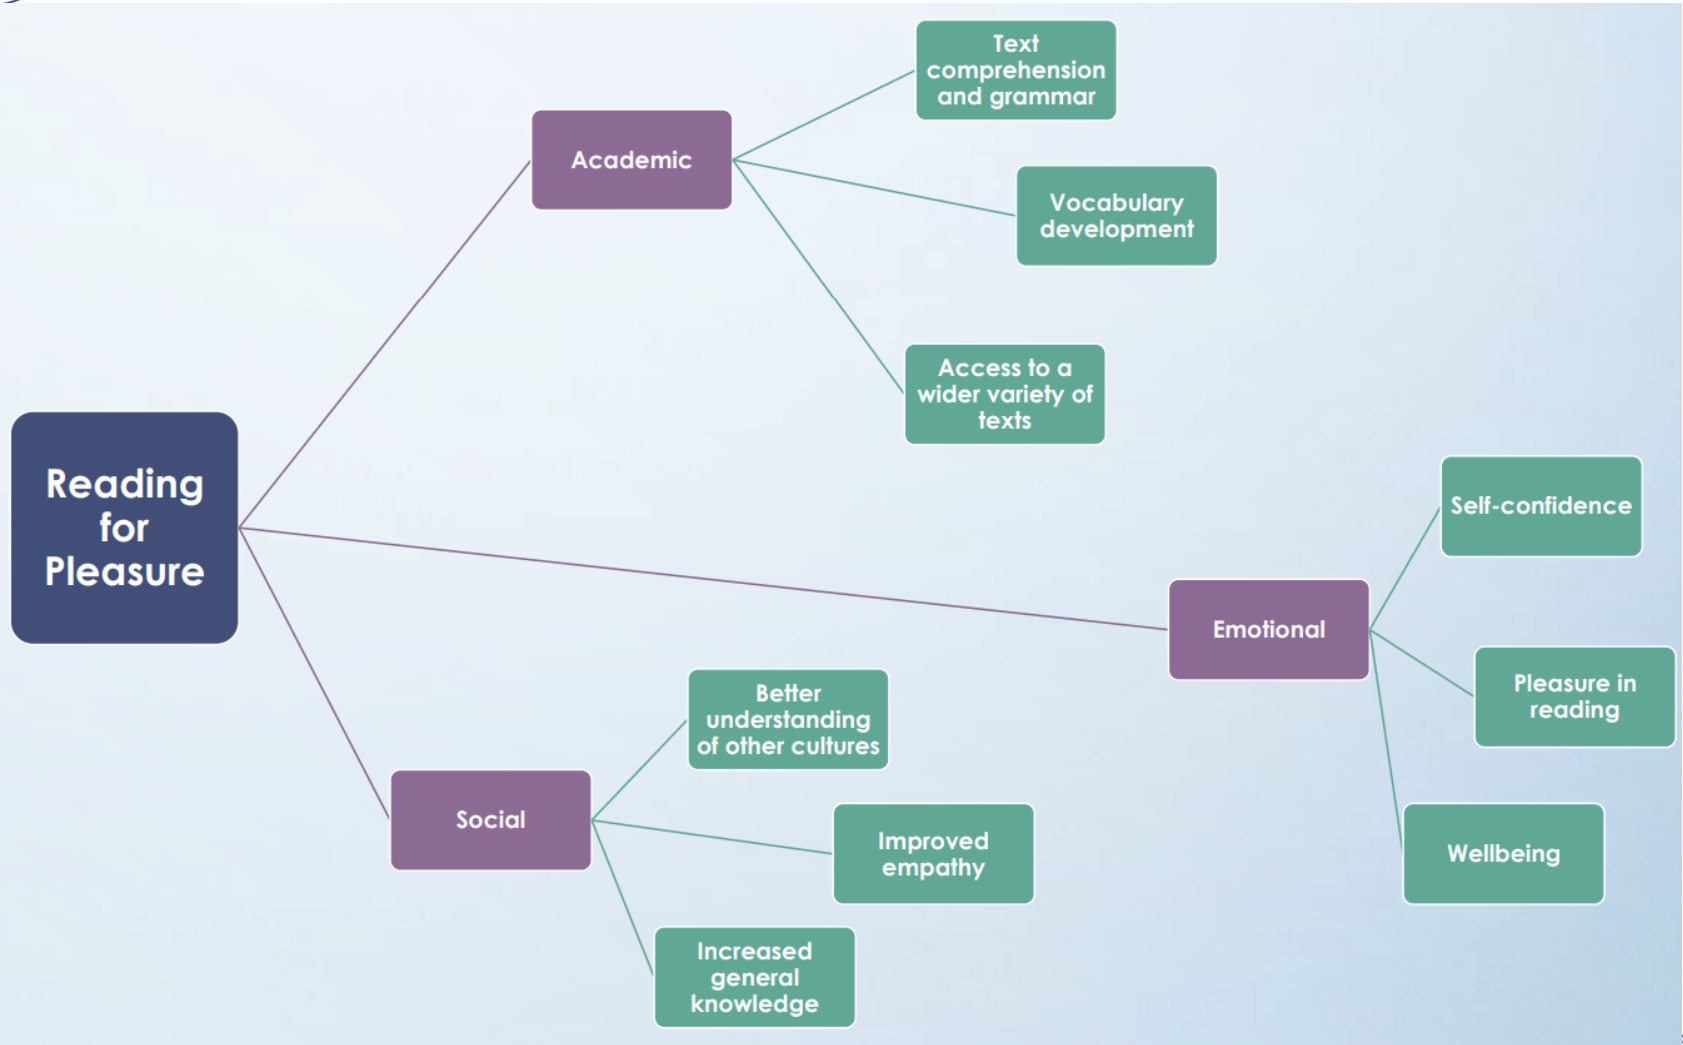 Reading
for
Pleasure
Academic
Text
comprehension
and grammar
Vocabulary
development
Access to a
wider variety of
texts
Emotional
Self-confidence
Pleasure in
reading
Wellbeing
Social
Better
understanding
of other cultures
Improved
empathy
Increased
general
knowledge